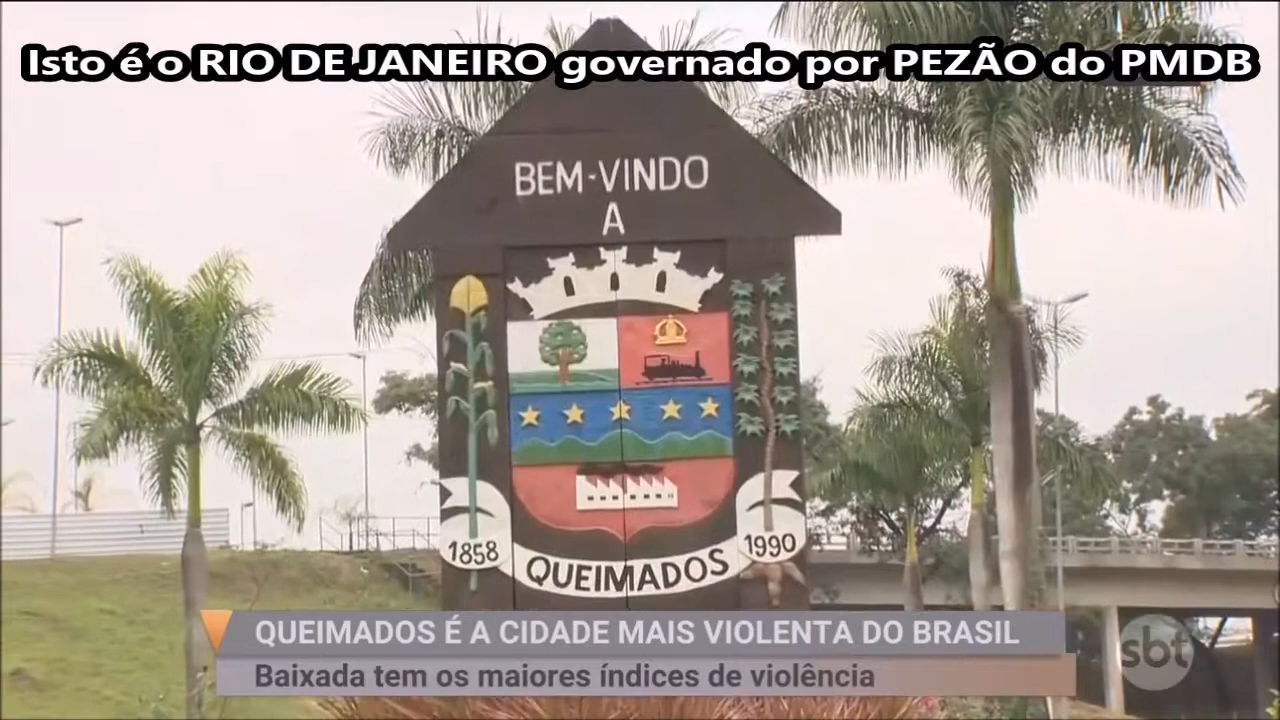 Isto é o RIO DE JANEIRO governado por PEZÃO do PMDB
BEM-VINDO
A
1858
QUEIMADOS
1990
QUEIMADOS É A CIDADE MAIS VIOLENTA DO BRASIL
Baixada tem os maiores índices de violência
sbt